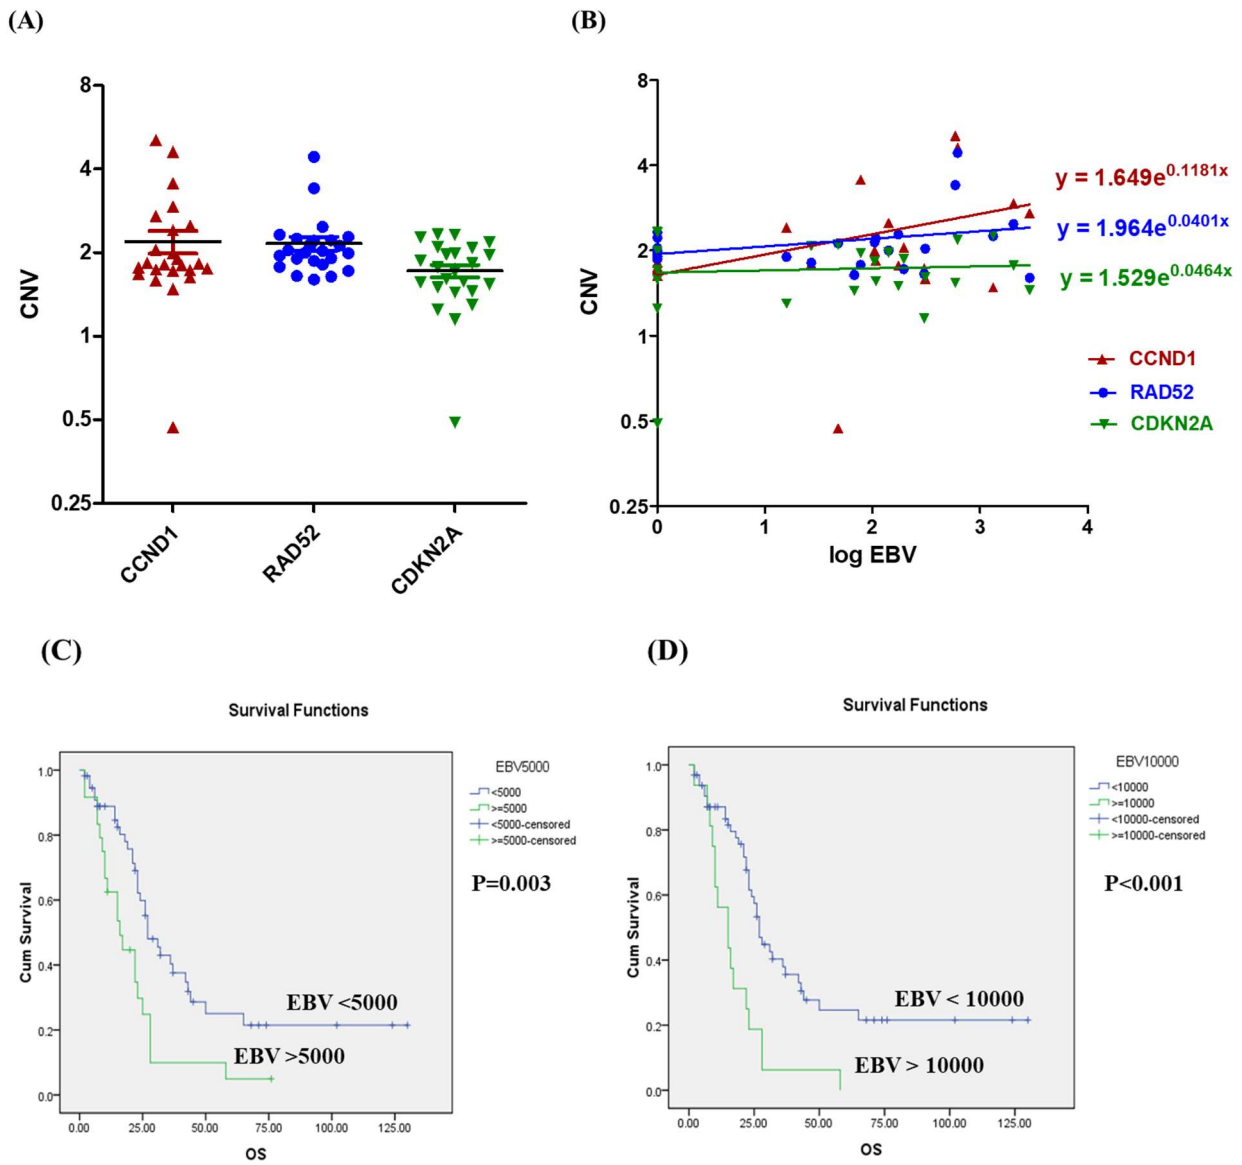 (A)
8
4
2
1
0.5
0.25
CNV
CCND1
RAD52
CDKN2A
(B)
8
4
2
1
0.5
0.25
CNV
0 1 2 3 4
log EBV
y = 1.649e^0.1181x
y = 1.964e^0.0401x
y = 1.529e^0.0464x
CCND1
RAD52
CDKN2A
(C)
Survival Functions
1.0
0.8
0.6
0.4
0.2
0.0
Cum Survival
0.00 25.00 50.00 75.00 100.00 125.00
OS
EBV5000
<5000
>=5000
<5000-censored
>=5000-censored
P=0.003
EBV <5000
EBV >5000
(D)
Survival Functions
1.0
0.8
0.6
0.4
0.2
0.0
Cum Survival
0.00 25.00 50.00 75.00 100.00 125.00
OS
EBV10000
<10000
>=10000
<10000-censored
>=10000-censored
P<0.001
EBV < 10000
EBV > 10000